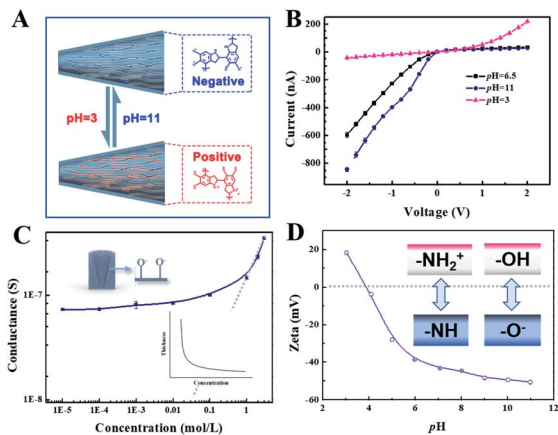 A
Negative
pH=3
pH=11
Positive
B
Current (nA)
200
0
-200
-400
-600
-800
-2
-1
0
1
2
Voltage (V)
pH=6.5
pH=11
pH=3
C
Conductance (S)
1E-7
1E-8
1E-5
1E-4
1E-3
0.01
0.1
1
Concentration (mol/L)
O⁻ O⁻
Thickness
Concentration
D
Zeta (mV)
20
0
-20
-40
-60
2
4
6
8
10
12
pH
-NH₂⁺
-OH
-NH
-O⁻